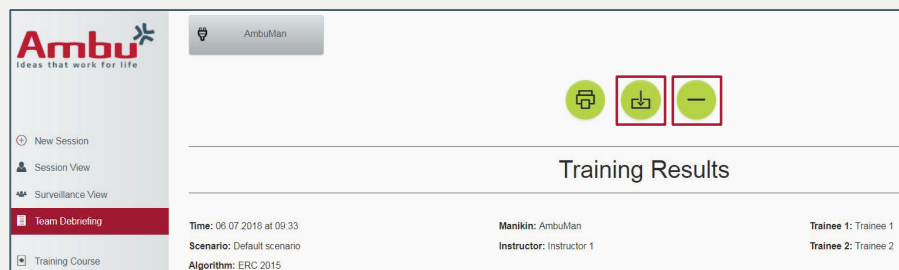 Ambu
Ideas that work for life
AmbuMan
New Session
Session View
Surveillance View
Team Debriefing
Training Course
Training Results
Time: 06.07.2018 at 09:33
Manikin: AmbuMan
Trainee 1: Trainee 1
Scenario: Default scenario
Instructor: Instructor 1
Trainee 2: Trainee 2
Algorithm: ERC 2015